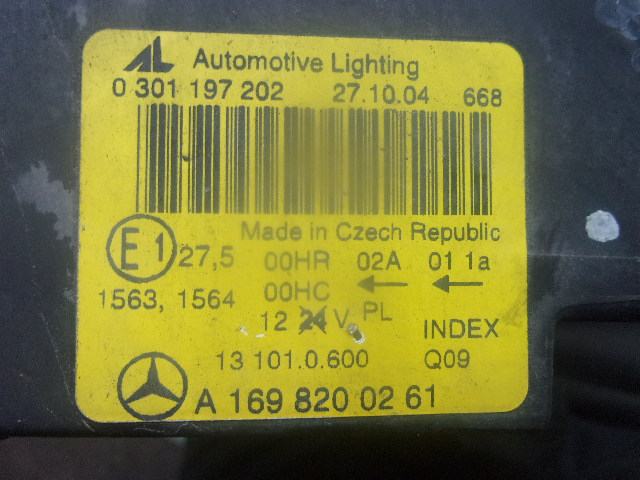 AL Automotive Lighting
0 301 197 202 27.10.04 668
Made in Czech Republic
E1 27,5 00HR 02A 01 1a
1563, 1564 00HC ← ←
12 24 V PL INDEX
13 101.0.600 Q09
A 169 820 02 61